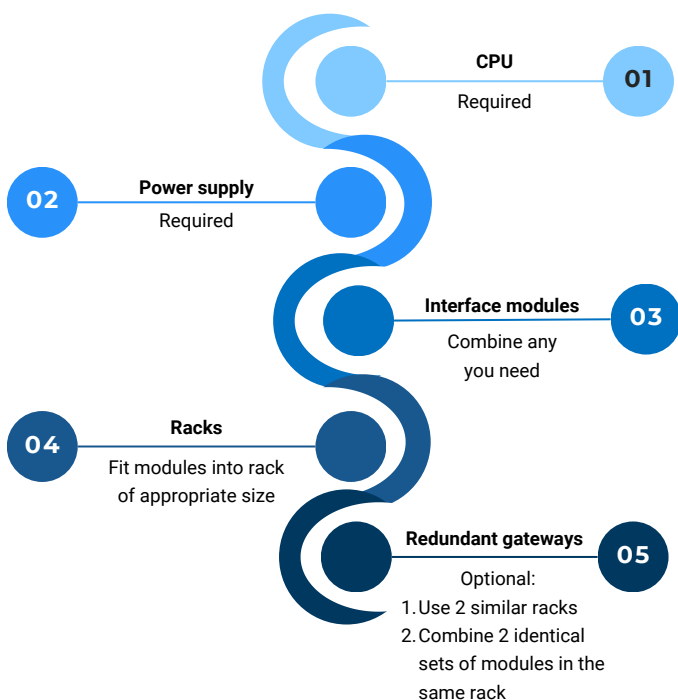 CPU
01
Required
02
Power supply
Required
Interface modules
03
Combine any
you need
04
Racks
Fit modules into rack
of appropriate size
Redundant gateways
05
Optional:
1. Use 2 similar racks
2. Combine 2 identical
sets of modules in the
same rack